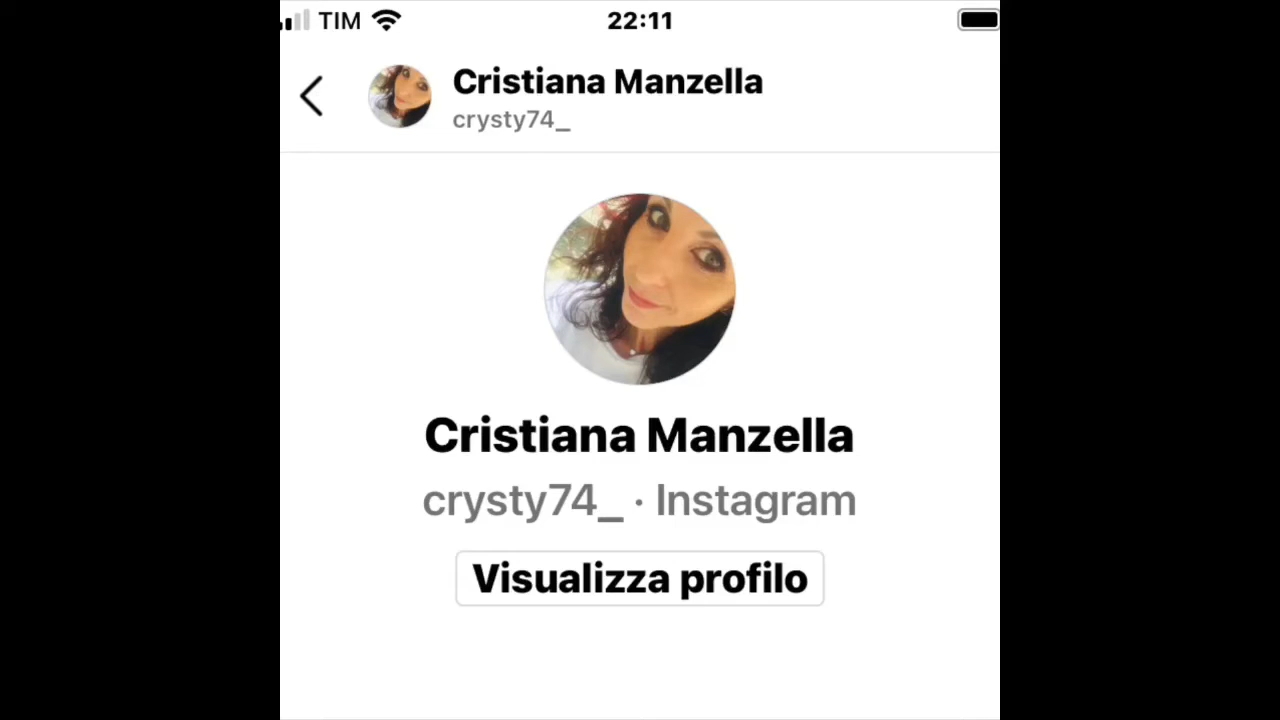 TIM 22:11
Cristiana Manzella
crysty74_
Cristiana Manzella
crysty74_ · Instagram
Visualizza profilo